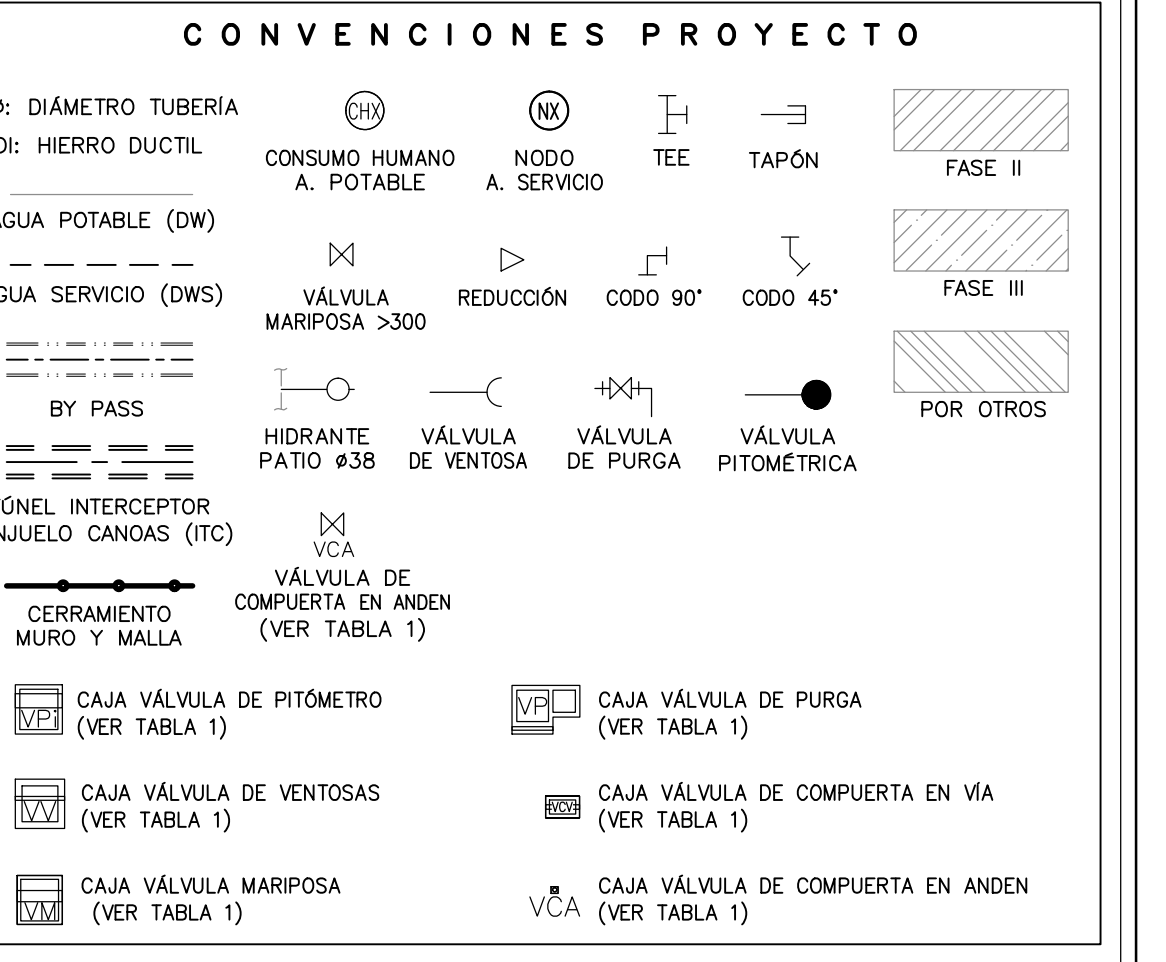 CONVENCIONES PROYECTO
: DIÁMETRO TUBERÍA
DI: HIERRO DUCTIL
AGUA POTABLE (DW)
SERVICIO (DWS)
BY PASS
INTERCEPTOR
CANOAS (ITC)
CERRAMIENTO
MURO Y MALLA
CHX
CONSUMO HUMANO
A. POTABLE
NX
NODO
A. SERVICIO
TEE
TAPÓN
VÁLVULA
MARIPOSA >300
REDUCCIÓN
CODO 90°
CODO 45°
HIDRANTE
PATIO ø38
VÁLVULA
DE VENTOSA
VÁLVULA
DE PURGA
VÁLVULA
PITOMÉTRICA
VCA
VÁLVULA DE
COMPUERTA EN ANDEN
(VER TABLA 1)
FASE II
FASE III
POR OTROS
VPi
CAJA VÁLVULA DE PITÓMETRO
(VER TABLA 1)
VV
CAJA VÁLVULA DE VENTOSAS
(VER TABLA 1)
VM
CAJA VÁLVULA MARIPOSA
(VER TABLA 1)
VP
CAJA VÁLVULA DE PURGA
(VER TABLA 1)
VCV
CAJA VÁLVULA DE COMPUERTA EN VÍA
(VER TABLA 1)
VCA
CAJA VÁLVULA DE COMPUERTA EN ANDEN
(VER TABLA 1)